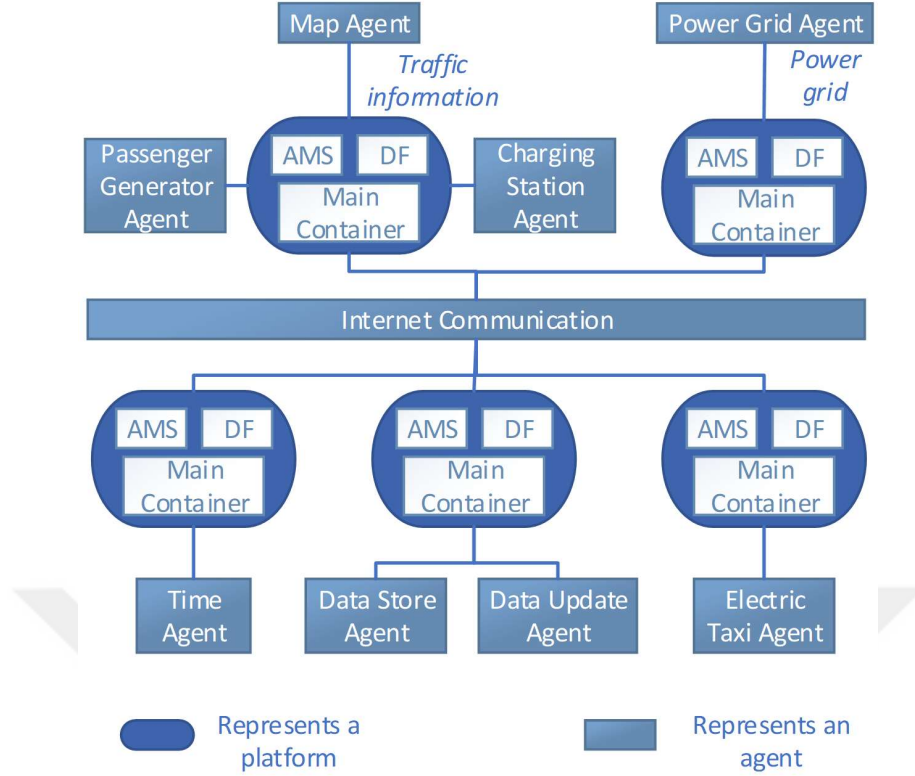 Map Agent
Power Grid Agent
Traffic
information
Power
grid
Passenger
Generator
Agent
AMS
DF
Main
Container
Charging
Station
Agent
AMS
DF
Main
Container
Internet Communication
AMS
DF
Main
Container
AMS
DF
Main
Container
AMS
DF
Main
Container
Time
Agent
Data Store
Agent
Data Update
Agent
Electric
Taxi Agent
Represents a
platform
Represents an
agent